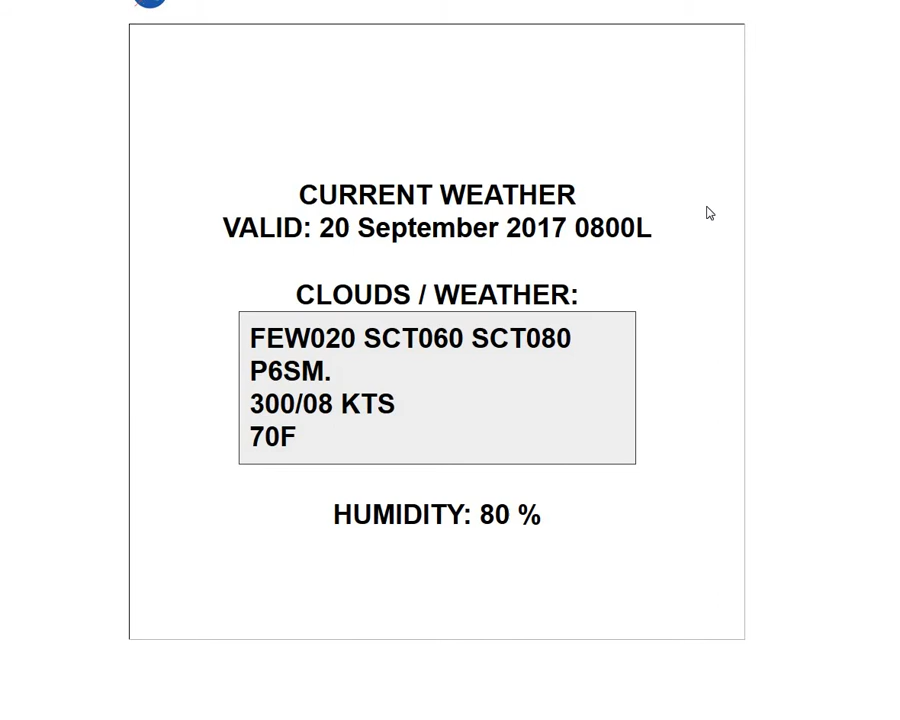 CURRENT WEATHER
VALID: 20 September 2017 0800L
CLOUDS / WEATHER:
FEW020 SCT060 SCT080
P6SM.
300/08 KTS
70F
HUMIDITY: 80 %